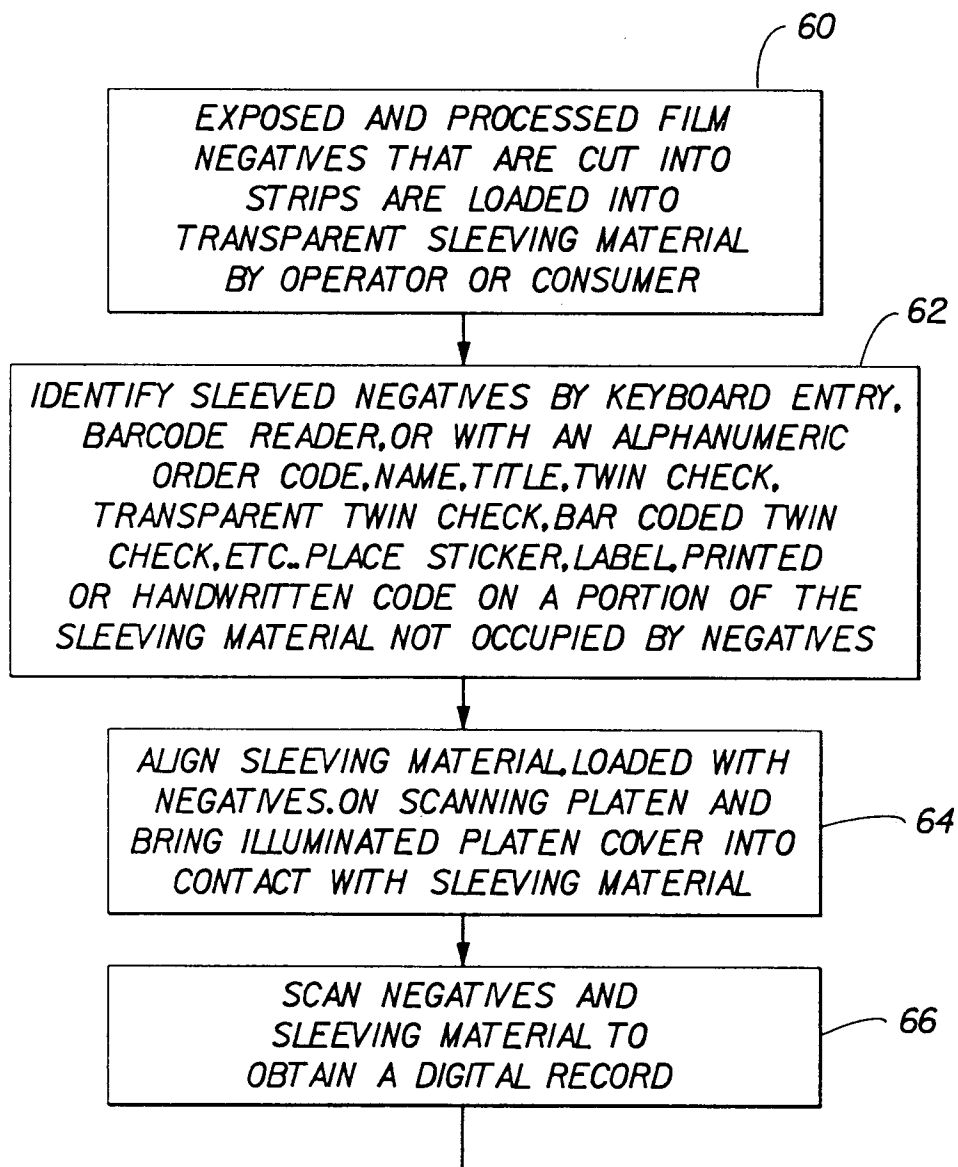 60
EXPOSED AND PROCESSED FILM
NEGATIVES THAT ARE CUT INTO
STRIPS ARE LOADED INTO
TRANSPARENT SLEEVING MATERIAL
BY OPERATOR OR CONSUMER
62
IDENTIFY SLEEVED NEGATIVES BY KEYBOARD ENTRY,
BARCODE READER, OR WITH AN ALPHANUMERIC
ORDER CODE, NAME, TITLE, TWIN CHECK,
TRANSPARENT TWIN CHECK, BAR CODED TWIN
CHECK, ETC.. PLACE STICKER, LABEL, PRINTED
OR HANDWRITTEN CODE ON A PORTION OF THE
SLEEVING MATERIAL NOT OCCUPIED BY NEGATIVES
ALIGN SLEEVING MATERIAL, LOADED WITH
NEGATIVES, ON SCANNING PLATEN AND
BRING ILLUMINATED PLATEN COVER INTO
CONTACT WITH SLEEVING MATERIAL
64
SCAN NEGATIVES AND
SLEEVING MATERIAL TO
OBTAIN A DIGITAL RECORD
66